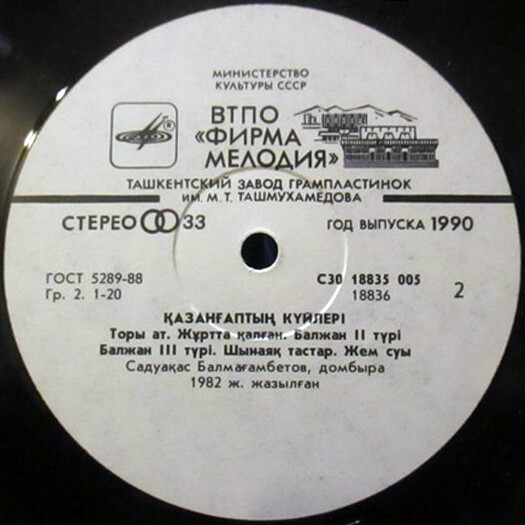 МИНИСТЕРСТВО
КУЛЬТУРЫ СССР
ВТПО
«ФИРМА
МЕЛОДИЯ»
ТАШКЕНТСКИЙ ЗАВОД ГРАМПЛАСТИНОК
ИМ. М. Т. ТАШМУХАМЕДОВА
СТЕРЕО 33
ГОД ВЫПУСКА 1990
ГОСТ 5289-88
Гр. 2. 1-20
С30 18835 005
18836
2
ҚАЗАНҒАПТЫҢ КҮЙЛЕРІ
Торы ат. Жұртта қалған. Балжан II түрі
Балжан III түрі. Шынаяқ тастар. Жем суы
Садуақас Балмағамбетов, домбыра
1982 ж. жазылған